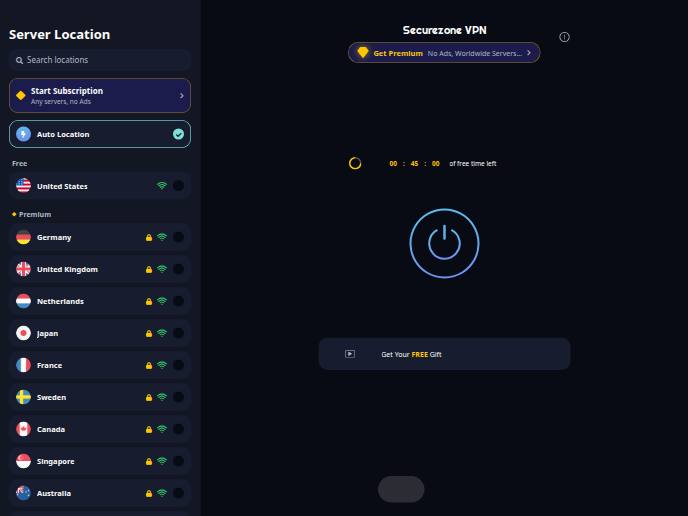 Server Location
Search locations
Start Subscription
Any servers, no Ads
Auto Location
Free
United States
Premium
Germany
United Kingdom
Netherlands
Japan
France
Sweden
Canada
Singapore
Australia
Securezone VPN
Get Premium No Ads, Worldwide Servers...
00 : 45 : 00 of free time left
Get Your FREE Gift